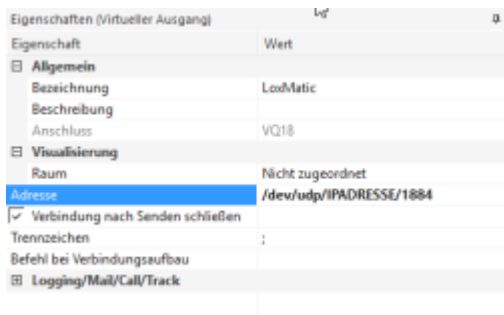 Eigenschaften (Virtueller Ausgang)
Eigenschaft Wert
Allgemein
Bezeichnung LoxMatic
Beschreibung
Anschluss VQ18
Visualisierung
Raum Nicht zugeordnet
Adresse /dev/udp/IPADRESSE/1884
Verbindung nach Senden schließen
Trennzeichen ;
Befehl bei Verbindungsaufbau
Logging/Mail/Call/Track